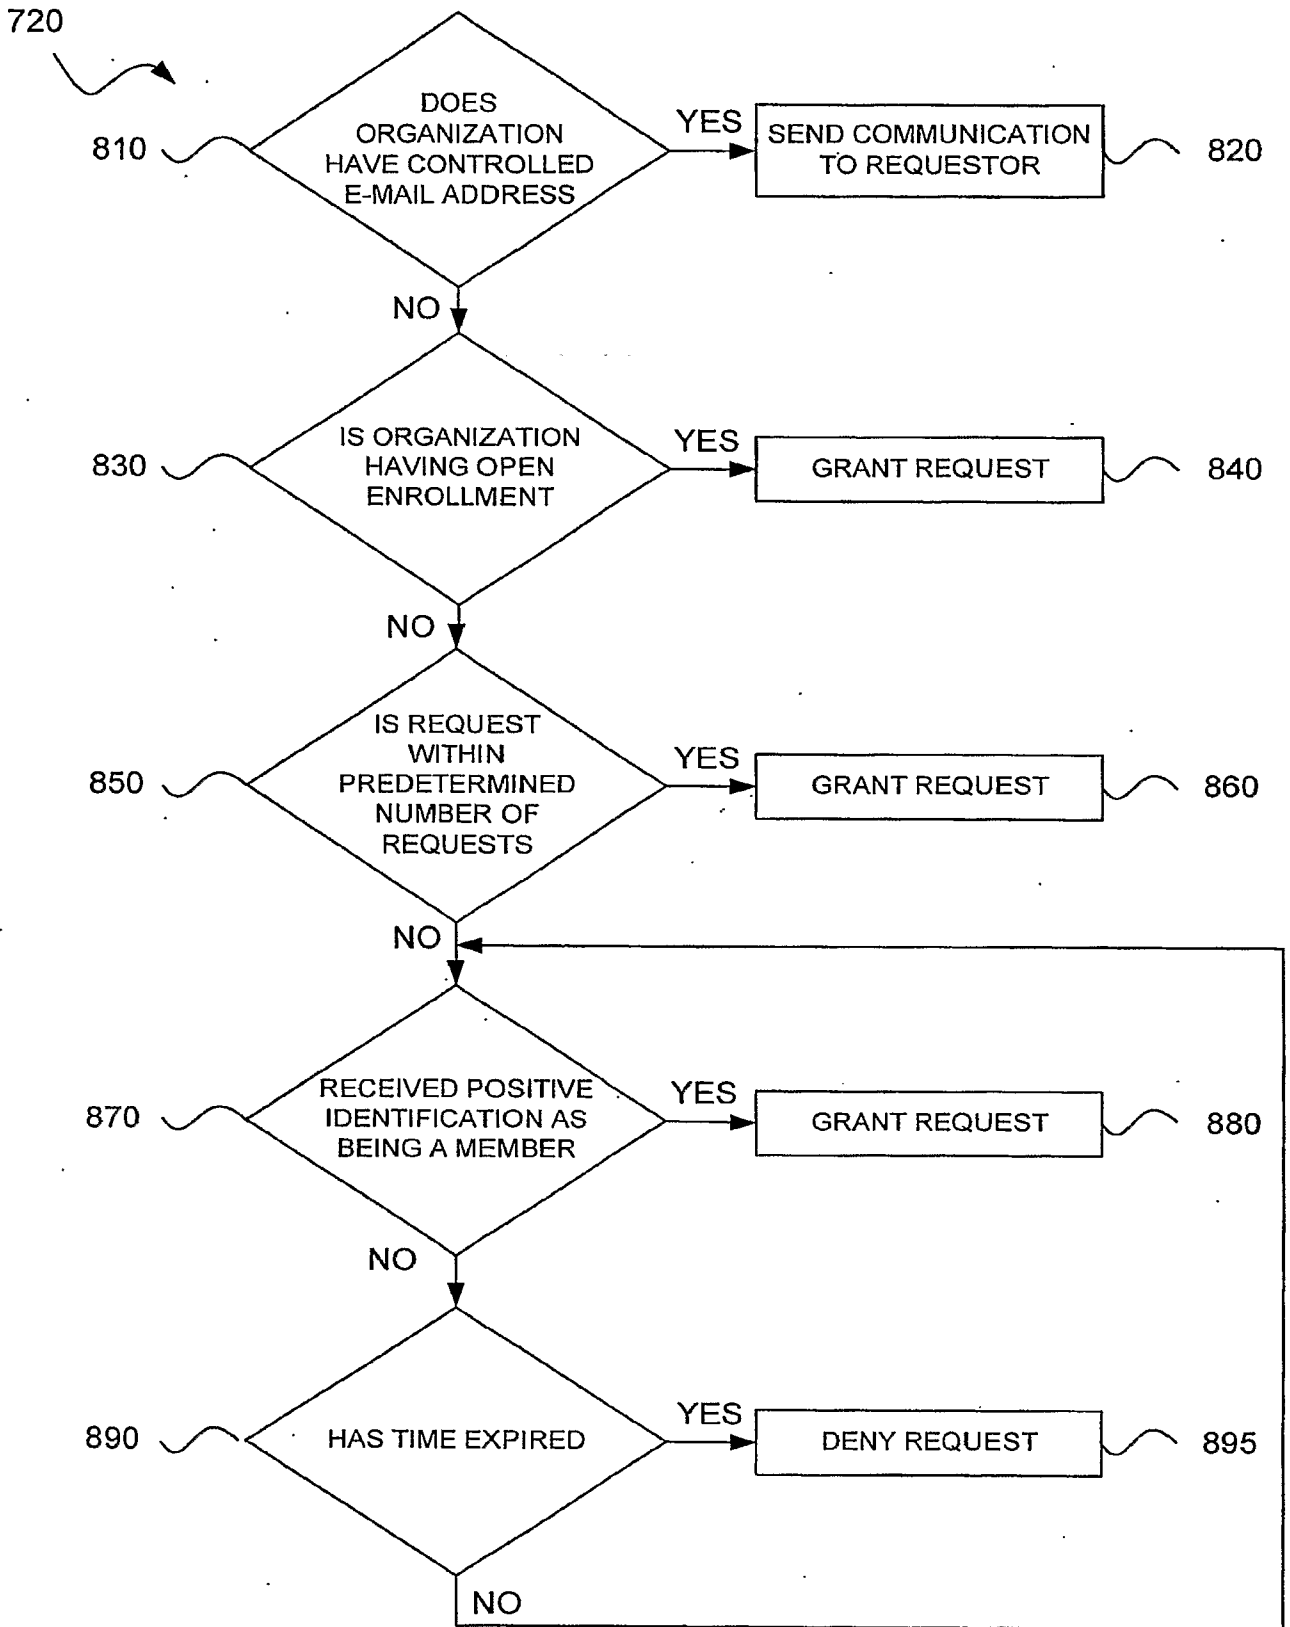 720
DOES
ORGANIZATION
HAVE CONTROLLED
E-MAIL ADDRESS
810
YES
SEND COMMUNICATION
TO REQUESTOR
820
NO
IS ORGANIZATION
HAVING OPEN
ENROLLMENT
830
YES
GRANT REQUEST
840
NO
IS REQUEST
WITHIN
PREDETERMINED
NUMBER OF
REQUESTS
850
YES
GRANT REQUEST
860
NO
RECEIVED POSITIVE
IDENTIFICATION AS
BEING A MEMBER
870
YES
GRANT REQUEST
880
NO
HAS TIME EXPIRED
890
YES
DENY REQUEST
895
NO